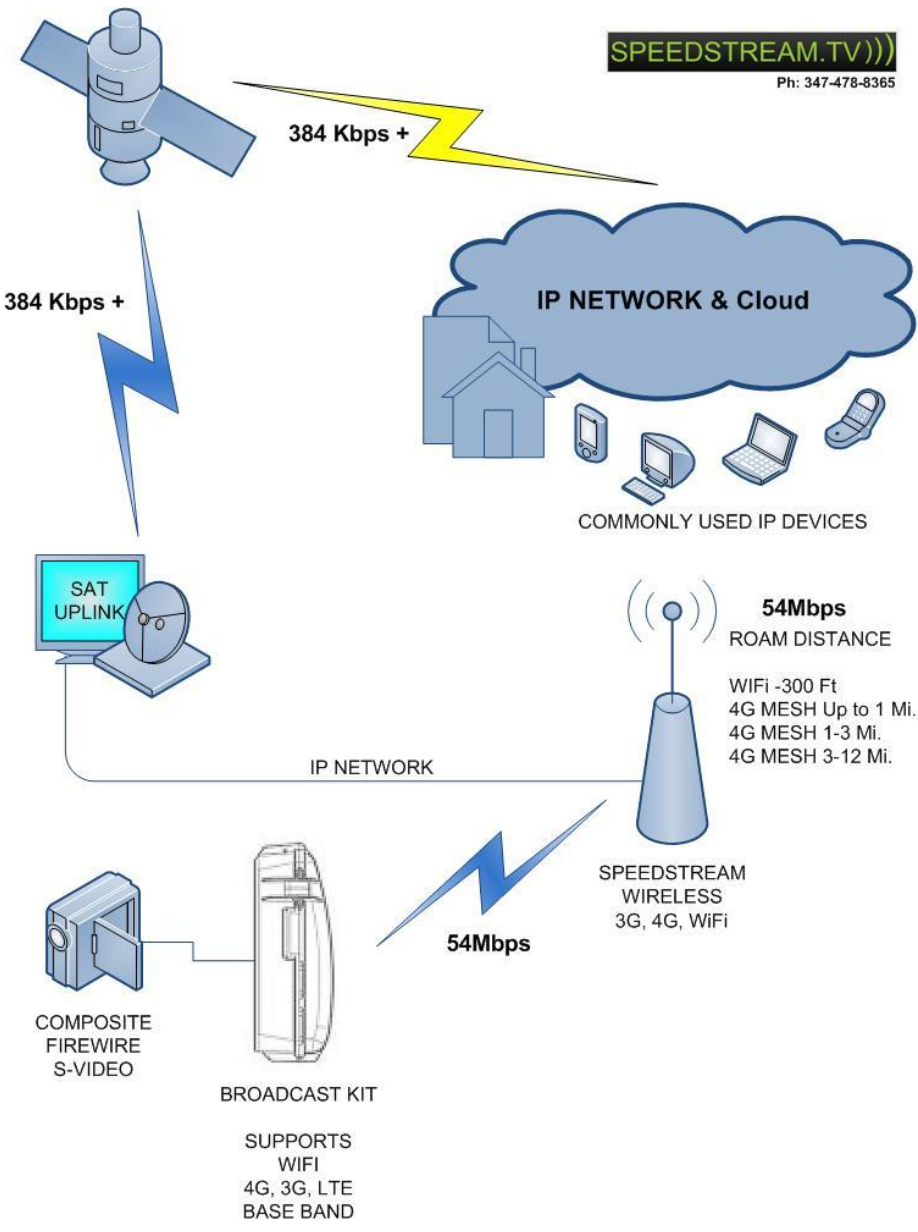 SPEEDSTREAM.TV)))
Ph: 347-478-8365
384 Kbps +
384 Kbps +
IP NETWORK & Cloud
COMMONLY USED IP DEVICES
SAT
UPLINK
54Mbps
ROAM DISTANCE
WIFi -300 Ft
4G MESH Up to 1 Mi.
4G MESH 1-3 Mi.
4G MESH 3-12 Mi.
IP NETWORK
SPEEDSTREAM
WIRELESS
3G, 4G, WiFi
54Mbps
COMPOSITE
FIREWIRE
S-VIDEO
BROADCAST KIT
SUPPORTS
WIFI
4G, 3G, LTE
BASE BAND